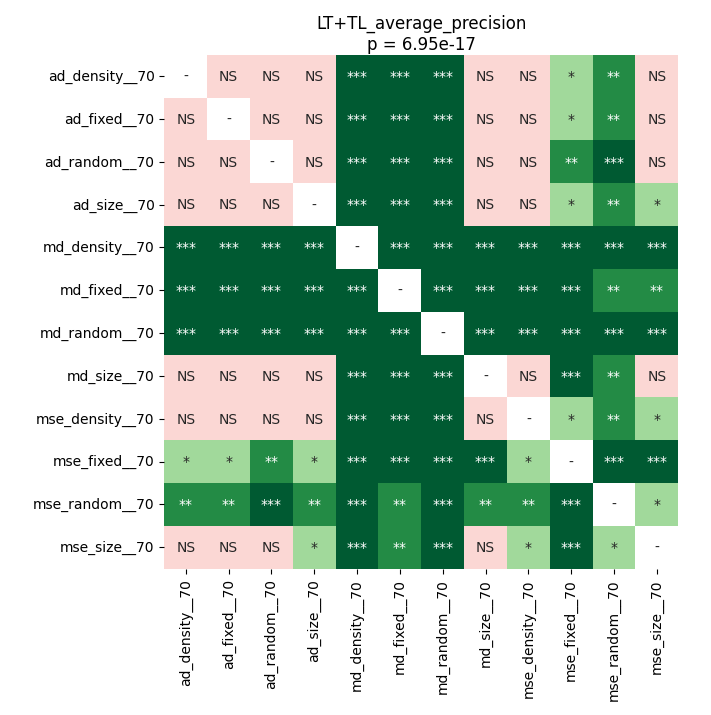 LT+TL_average_precision
p = 6.95e-17
ad_density__70 - NS NS NS *** *** *** NS NS * ** NS
ad_fixed__70 NS - NS NS *** *** *** NS NS * ** NS
ad_random__70 NS NS - NS *** *** *** NS NS ** *** NS
ad_size__70 NS NS NS - *** *** *** NS NS * ** *
md_density__70 *** *** *** *** - *** *** *** *** *** *** ***
md_fixed__70 *** *** *** *** *** - *** *** *** *** ** **
md_random__70 *** *** *** *** *** *** - *** *** *** *** ***
md_size__70 NS NS NS NS *** *** *** - NS *** ** NS
mse_density__70 NS NS NS NS *** *** *** NS - * ** *
mse_fixed__70 * * ** * *** *** *** *** * - *** ***
mse_random__70 ** ** *** ** *** ** *** ** ** *** - *
mse_size__70 NS NS NS * *** ** *** NS * *** * -
ad_density__70
ad_fixed__70
ad_random__70
ad_size__70
md_density__70
md_fixed__70
md_random__70
md_size__70
mse_density__70
mse_fixed__70
mse_random__70
mse_size__70